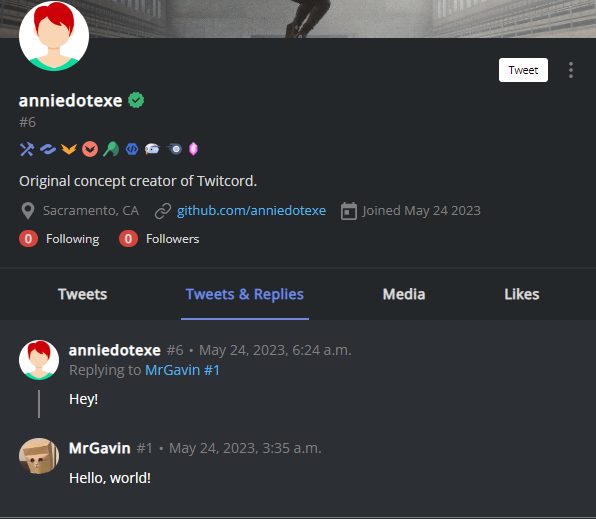 Tweet
anniedotexe
#6
Original concept creator of Twitcord.
Sacramento, CA github.com/anniedotexe Joined May 24 2023
0 Following 0 Followers
Tweets Tweets & Replies Media Likes
anniedotexe #6 • May 24, 2023, 6:24 a.m.
Replying to MrGavin #1
Hey!
MrGavin #1 • May 24, 2023, 3:35 a.m.
Hello, world!